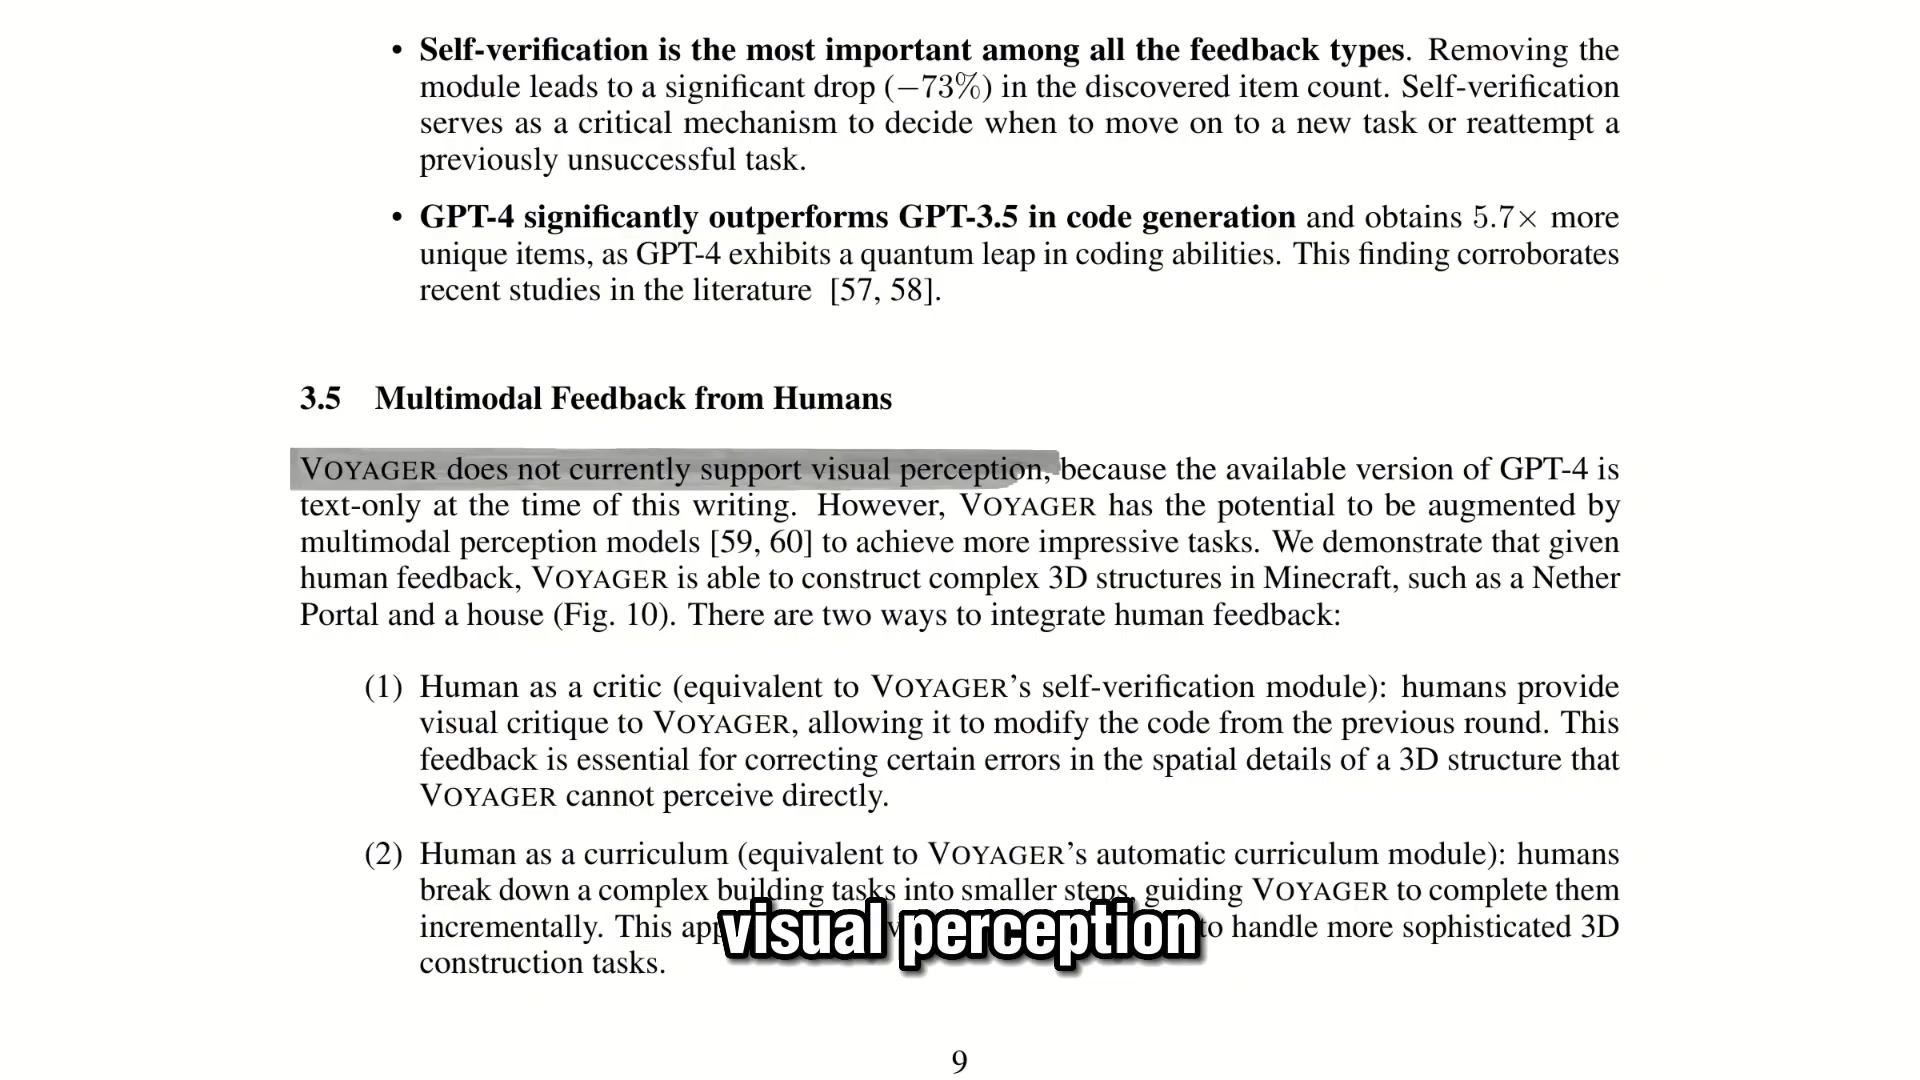 • Self-verification is the most important among all the feedback types. Removing the
module leads to a significant drop (−73%) in the discovered item count. Self-verification
serves as a critical mechanism to decide when to move on to a new task or reattempt a
previously unsuccessful task.
• GPT-4 significantly outperforms GPT-3.5 in code generation and obtains 5.7× more
unique items, as GPT-4 exhibits a quantum leap in coding abilities. This finding corroborates
recent studies in the literature [57, 58].
3.5 Multimodal Feedback from Humans
VOYAGER does not currently support visual perception, because the available version of GPT-4 is
text-only at the time of this writing. However, VOYAGER has the potential to be augmented by
multimodal perception models [59, 60] to achieve more impressive tasks. We demonstrate that given
human feedback, VOYAGER is able to construct complex 3D structures in Minecraft, such as a Nether
Portal and a house (Fig. 10). There are two ways to integrate human feedback:
(1) Human as a critic (equivalent to VOYAGER's self-verification module): humans provide
visual critique to VOYAGER, allowing it to modify the code from the previous round. This
feedback is essential for correcting certain errors in the spatial details of a 3D structure that
VOYAGER cannot perceive directly.
(2) Human as a curriculum (equivalent to VOYAGER's automatic curriculum module): humans
break down a complex building tasks into smaller steps, guiding VOYAGER to complete them
incrementally. This to handle more sophisticated 3D
visual perception
construction tasks.
9